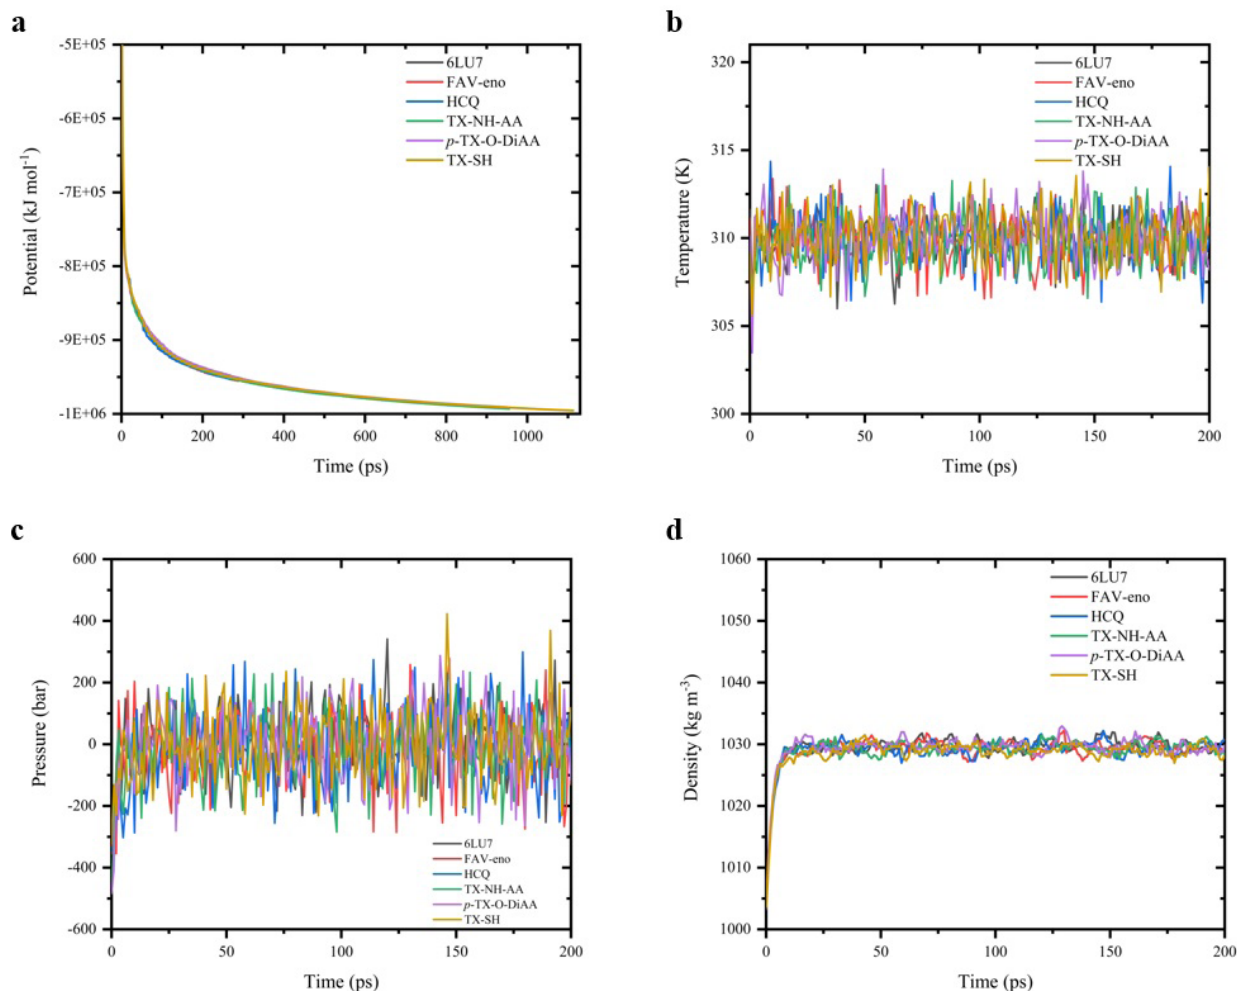 a
-5E+05
-6E+05
-7E+05
-8E+05
-9E+05
-1E+06
Potential (kJ mol⁻¹)
6LU7
FAV-eno
HCQ
TX-NH-AA
p-TX-O-DiAA
TX-SH
0 200 400 600 800 1000
Time (ps)
b
320
315
310
305
300
Temperature (K)
6LU7
FAV-eno
HCQ
TX-NH-AA
p-TX-O-DiAA
TX-SH
0 50 100 150 200
Time (ps)
c
600
400
200
0
-200
-400
-600
Pressure (bar)
6LU7
FAV-eno
HCQ
TX-NH-AA
p-TX-O-DiAA
TX-SH
0 50 100 150 200
Time (ps)
d
1060
1050
1040
1030
1020
1010
1000
Density (kg m⁻³)
6LU7
FAV-eno
HCQ
TX-NH-AA
p-TX-O-DiAA
TX-SH
0 50 100 150 200
Time (ps)